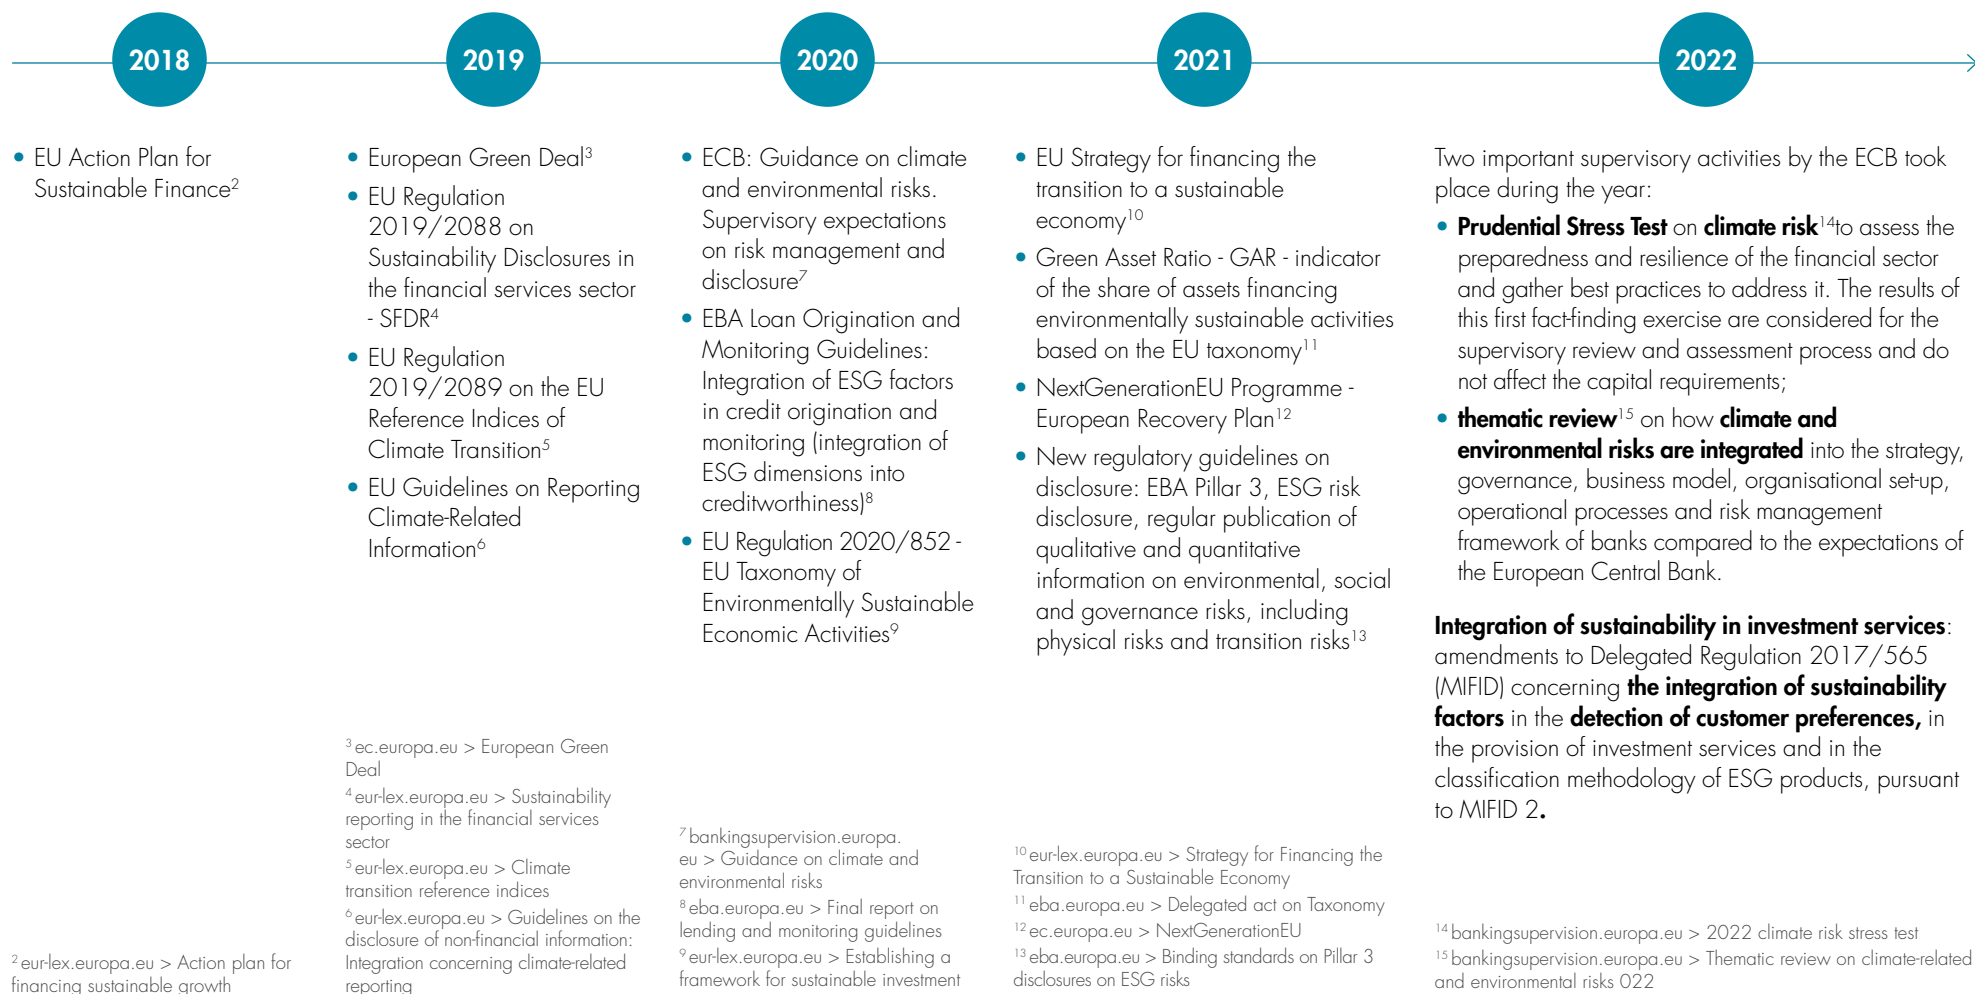 2018
2019
2020
2021
2022
• EU Action Plan for
Sustainable Finance2
3 ec.europa.eu > European Green
Deal
• European Green Deal3
• EU Regulation
2019/2088 on
Sustainability Disclosures in
the financial services sector
- SFDR4
• EU Regulation
2019/2089 on the EU
Reference Indices of
Climate Transition5
• EU Guidelines on Reporting
Climate-Related
Information6
• ECB: Guidance on climate
and environmental risks.
Supervisory expectations
on risk management and
disclosure7
• EBA Loan Origination and
Monitoring Guidelines:
Integration of ESG factors
in credit origination and
monitoring (integration of
ESG dimensions into
creditworthiness)8
• EU Regulation 2020/852 -
EU Taxonomy of
Environmentally Sustainable
Economic Activities9
• EU Strategy for financing the
transition to a sustainable
economy10
• Green Asset Ratio - GAR - indicator
of the share of assets financing
environmentally sustainable activities
based on the EU taxonomy11
• NextGenerationEU Programme -
European Recovery Plan12
• New regulatory guidelines on
disclosure: EBA Pillar 3, ESG risk
disclosure, regular publication of
qualitative and quantitative
information on environmental, social
and governance risks, including
physical risks and transition risks13
Two important supervisory activities by the ECB took
place during the year:
• Prudential Stress Test on climate risk14to assess the
preparedness and resilience of the financial sector
and gather best practices to address it. The results of
this first fact-finding exercise are considered for the
supervisory review and assessment process and do
not affect the capital requirements;
• thematic review15 on how climate and
environmental risks are integrated into the strategy,
governance, business model, organisational set-up,
operational processes and risk management
framework of banks compared to the expectations of
the European Central Bank.
Integration of sustainability in investment services:
amendments to Delegated Regulation 2017/565
(MIFID) concerning the integration of sustainability
factors in the detection of customer preferences, in
the provision of investment services and in the
classification methodology of ESG products, pursuant
to MIFID 2.
2 eur-lex.europa.eu > Action plan for
financing sustainable growth
4 eur-lex.europa.eu > Sustainability
reporting in the financial services
sector
5 eur-lex.europa.eu > Climate
transition reference indices
6 eur-lex.europa.eu > Guidelines on the
disclosure of non-financial information:
Integration concerning climate-related
reporting
7 bankingsupervision.europa.
eu > Guidance on climate and
environmental risks
8 eba.europa.eu > Final report on
lending and monitoring guidelines
9 eur-lex.europa.eu > Establishing a
framework for sustainable investment
10 eur-lex.europa.eu > Strategy for Financing the
Transition to a Sustainable Economy
11 eba.europa.eu > Delegated act on Taxonomy
12 ec.europa.eu > NextGenerationEU
13 eba.europa.eu > Binding standards on Pillar 3
disclosures on ESG risks
14 bankingsupervision.europa.eu > 2022 climate risk stress test
15 bankingsupervision.europa.eu > Thematic review on climate-related
and environmental risks 022